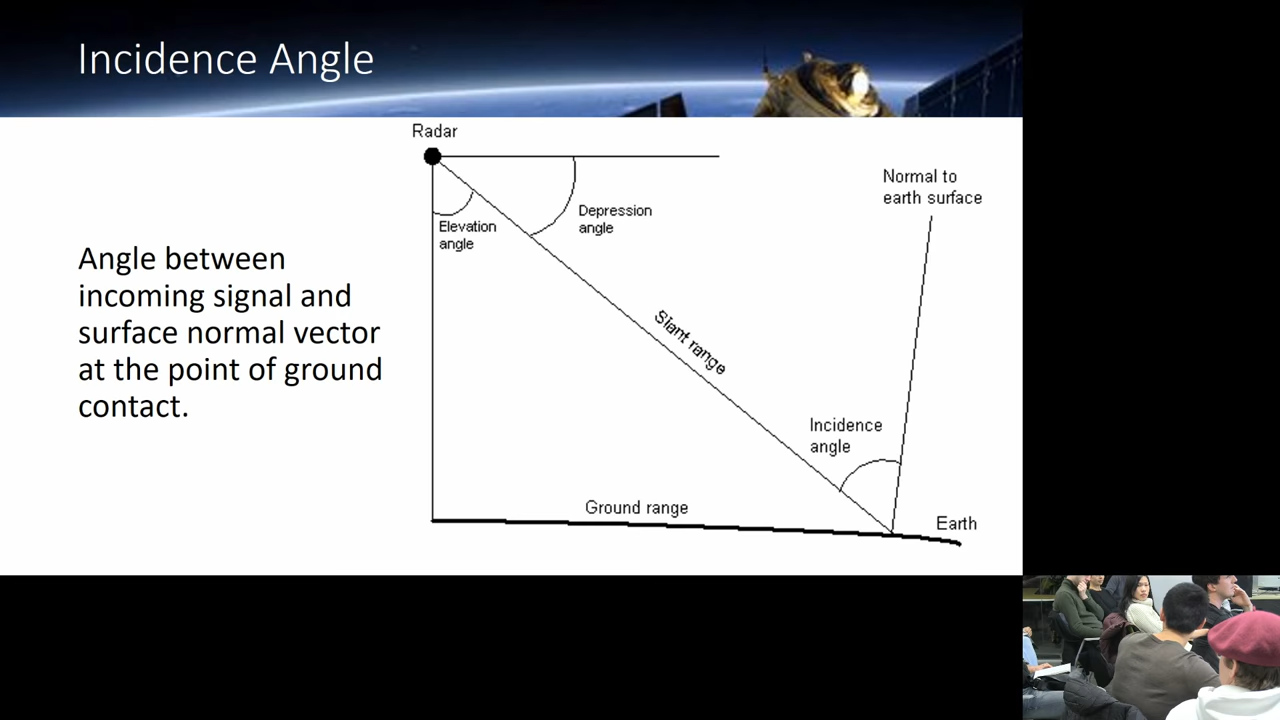 Incidence Angle
Radar
Normal to
earth surface
Depression
angle
Elevation
angle
Angle between
incoming signal and
surface normal vector
at the point of ground
contact.
Slant range
Incidence
angle
Ground range
Earth